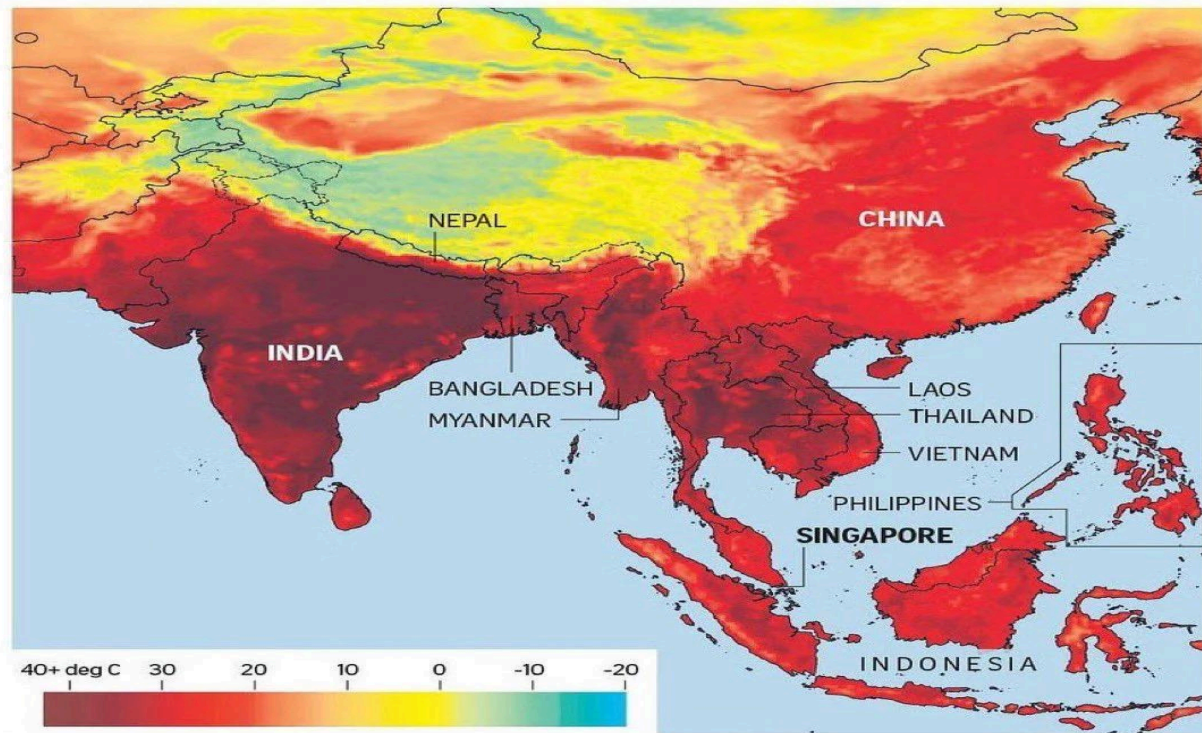 NEPAL
CHINA
INDIA
BANGLADESH
MYANMAR
LAOS
THAILAND
VIETNAM
PHILIPPINES
SINGAPORE
INDONESIA
40+ deg C 30 20 10 0 -10 -20